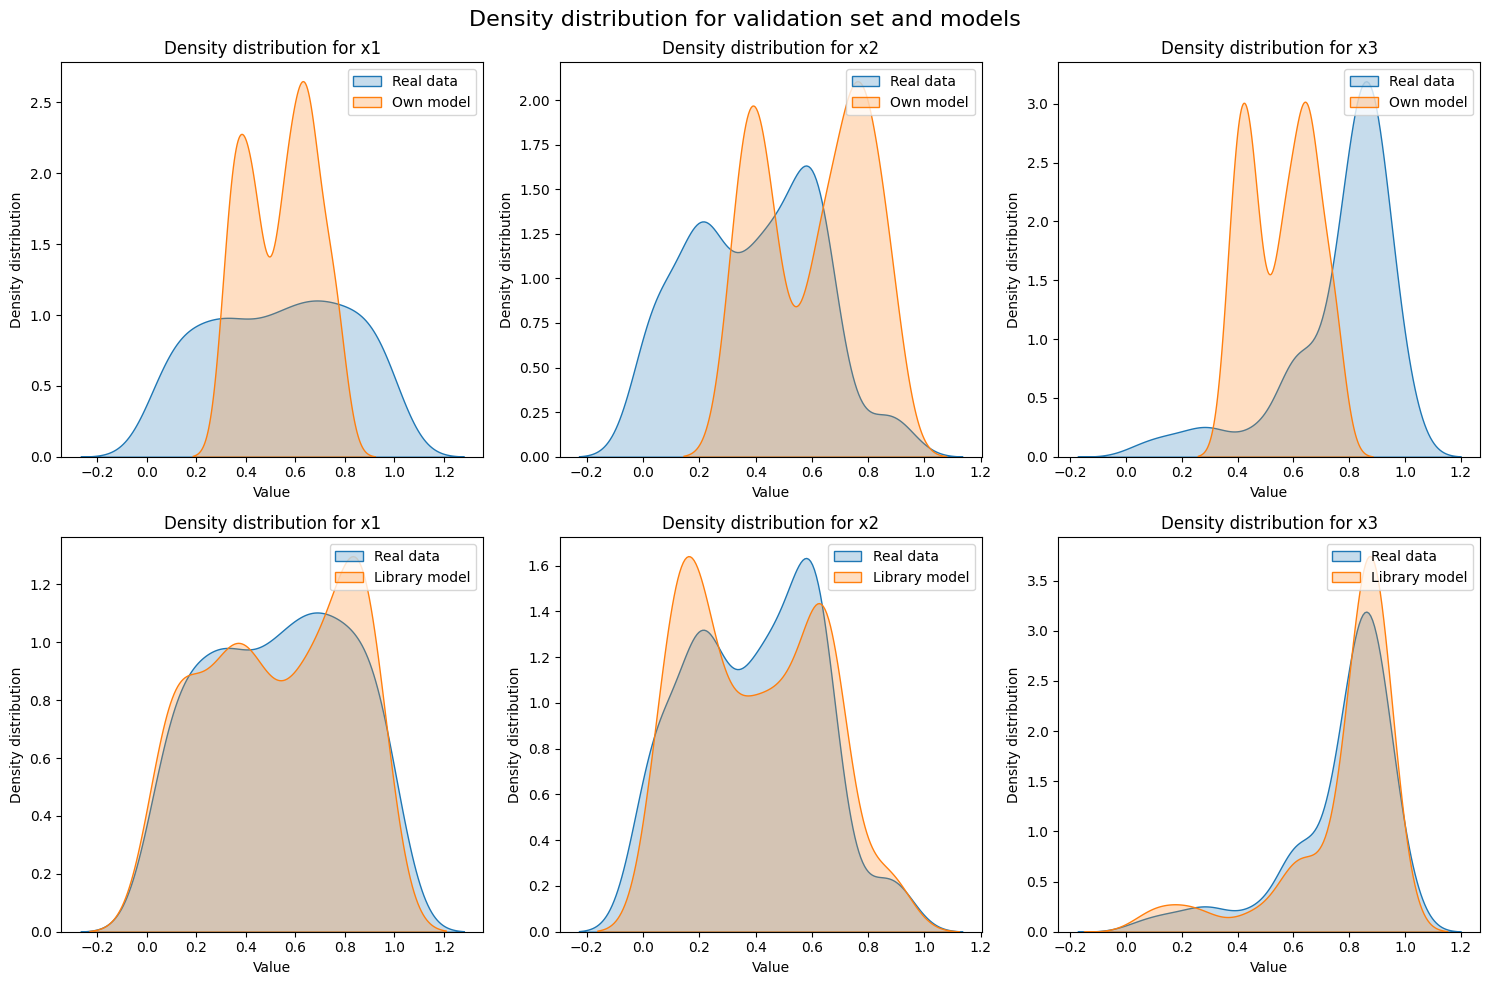 Density distribution for validation set and models
Density distribution for x1
Density distribution
2.5
2.0
1.5
1.0
0.5
0.0
Real data
Own model
−0.2 0.0 0.2 0.4 0.6 0.8 1.0 1.2
Value
Density distribution for x2
Density distribution
2.00
1.75
1.50
1.25
1.00
0.75
0.50
0.25
0.00
Real data
Own model
−0.2 0.0 0.2 0.4 0.6 0.8 1.0 1.2
Value
Density distribution for x3
Density distribution
3.0
2.5
2.0
1.5
1.0
0.5
0.0
Real data
Own model
−0.2 0.0 0.2 0.4 0.6 0.8 1.0 1.2
Value
Density distribution for x1
Density distribution
1.2
1.0
0.8
0.6
0.4
0.2
0.0
Real data
Library model
−0.2 0.0 0.2 0.4 0.6 0.8 1.0 1.2
Value
Density distribution for x2
Density distribution
1.6
1.4
1.2
1.0
0.8
0.6
0.4
0.2
0.0
Real data
Library model
−0.2 0.0 0.2 0.4 0.6 0.8 1.0 1.2
Value
Density distribution for x3
Density distribution
3.5
3.0
2.5
2.0
1.5
1.0
0.5
0.0
Real data
Library model
−0.2 0.0 0.2 0.4 0.6 0.8 1.0 1.2
Value